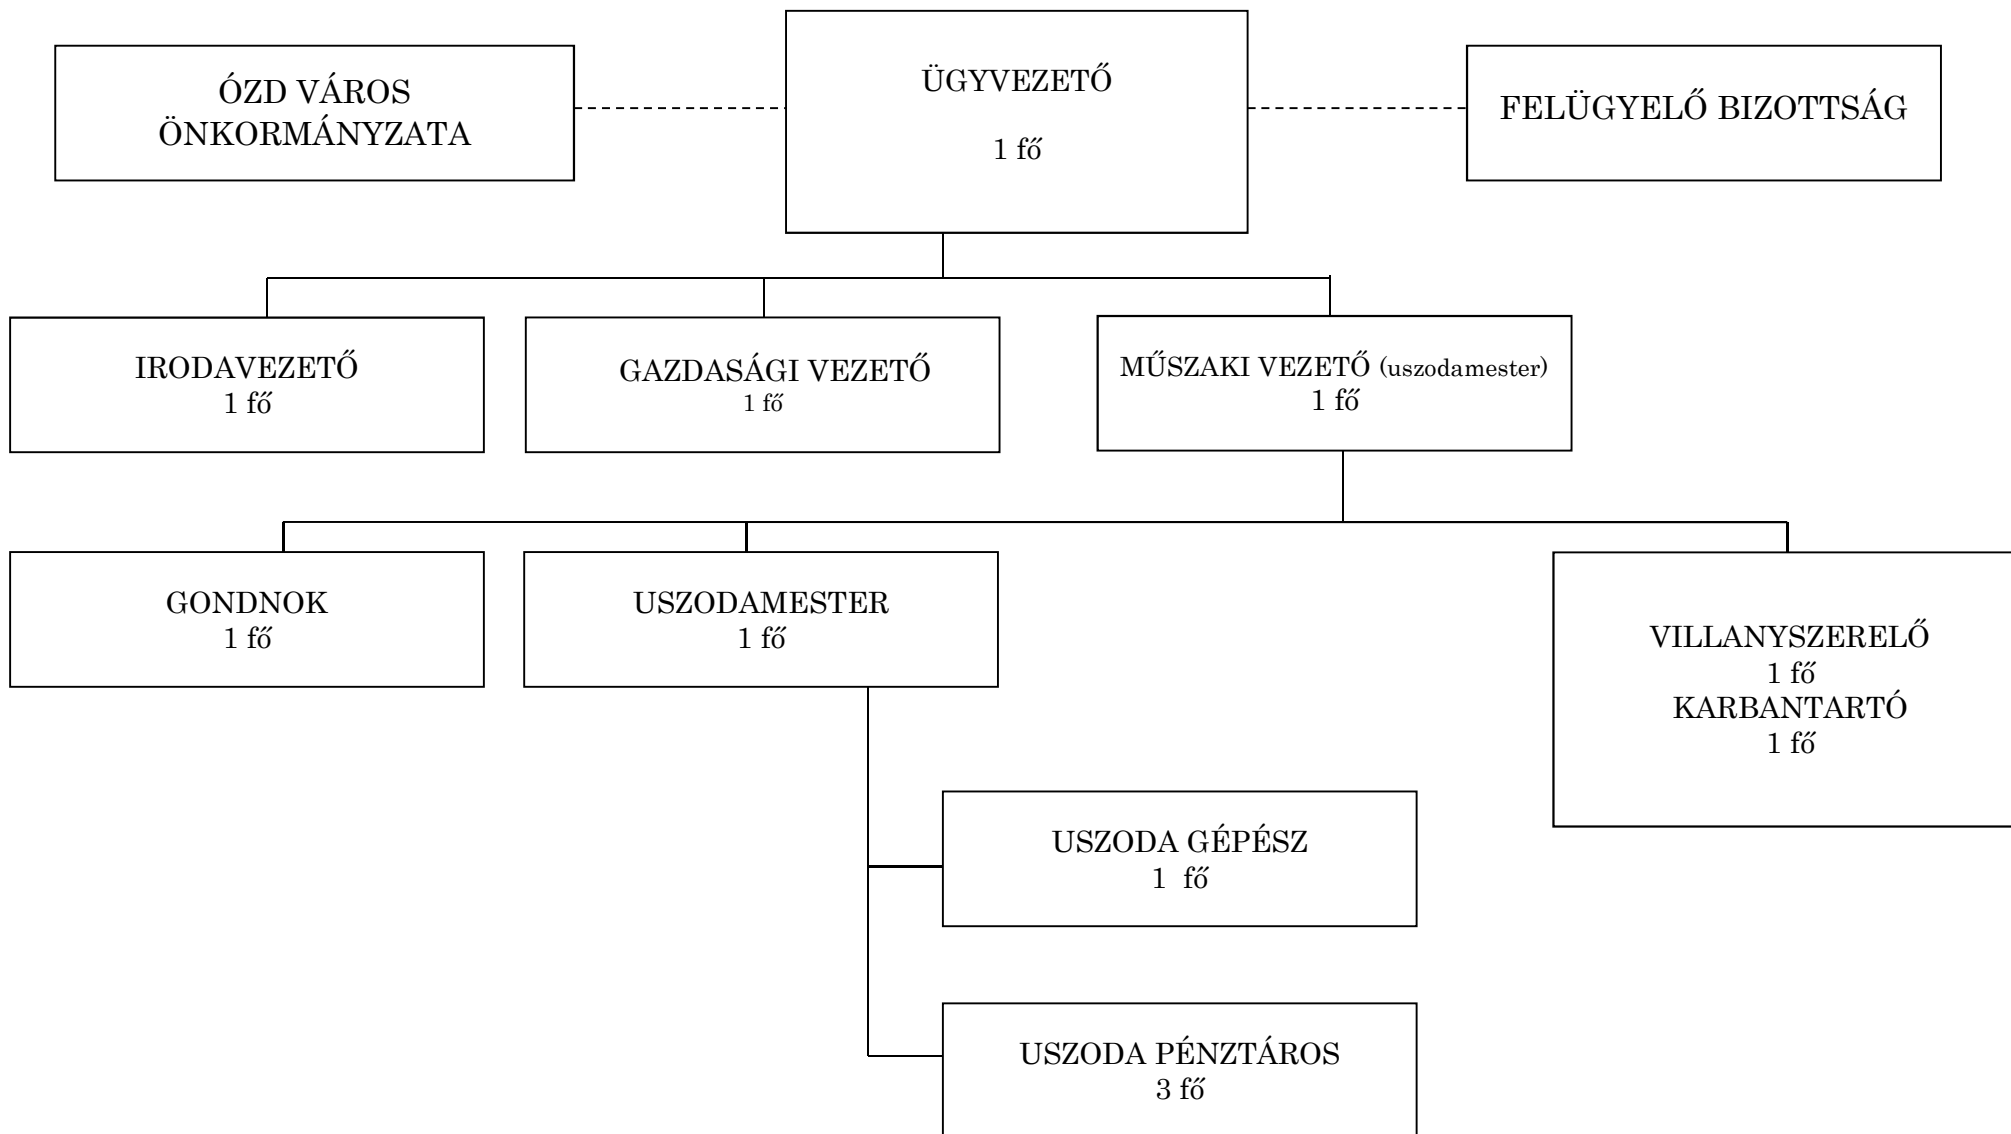 ÓZD VÁROS
ÖNKORMÁNYZATA
ÜGYVEZETŐ
1 fő
FELÜGYELŐ BIZOTTSÁG
IRODAVEZETŐ
1 fő
GAZDASÁGI VEZETŐ
1 fő
MŰSZAKI VEZETŐ (uszodamester)
1 fő
GONDNOK
1 fő
USZODAMESTER
1 fő
VILLANYSZERELŐ
1 fő
KARBANTARTÓ
1 fő
USZODA GÉPÉSZ
1 fő
USZODA PÉNZTÁROS
3 fő